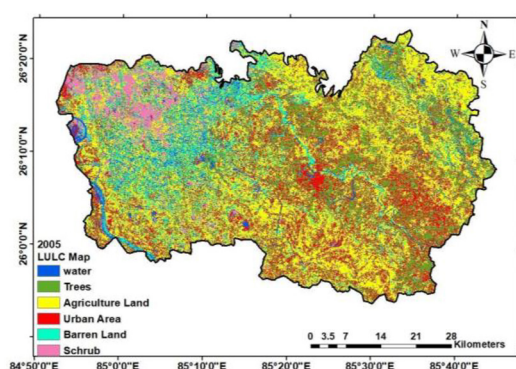 N
W E
S
26°20'0"N
26°10'0"N
26°0'0"N
2005
LULC Map
water
Trees
Agriculture Land
Urban Area
Barren Land
Schrub
0 3.5 7 14 21 28
Kilometers
84°50'0"E 85°0'0"E 85°10'0"E 85°20'0"E 85°30'0"E 85°40'0"E